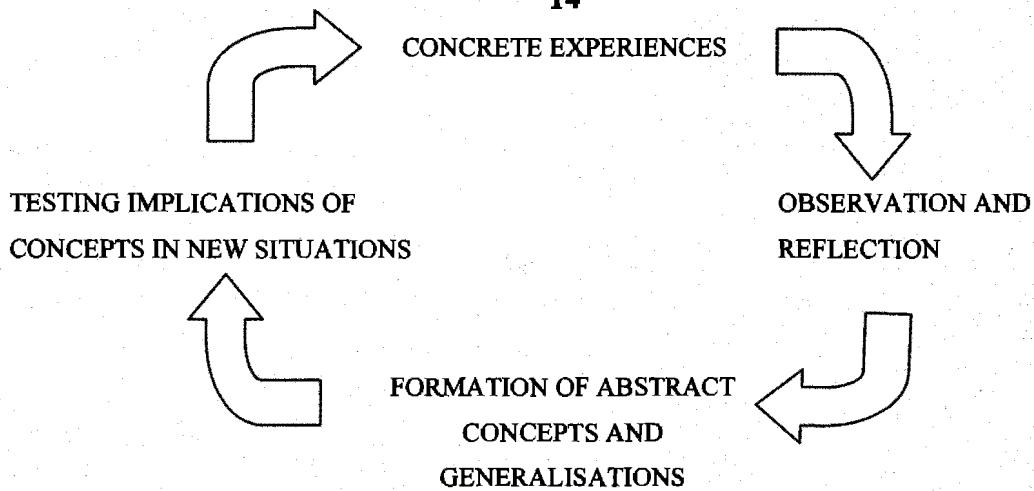 14
CONCRETE EXPERIENCES
TESTING IMPLICATIONS OF
CONCEPTS IN NEW SITUATIONS
OBSERVATION AND
REFLECTION
FORMATION OF ABSTRACT
CONCEPTS AND
GENERALISATIONS